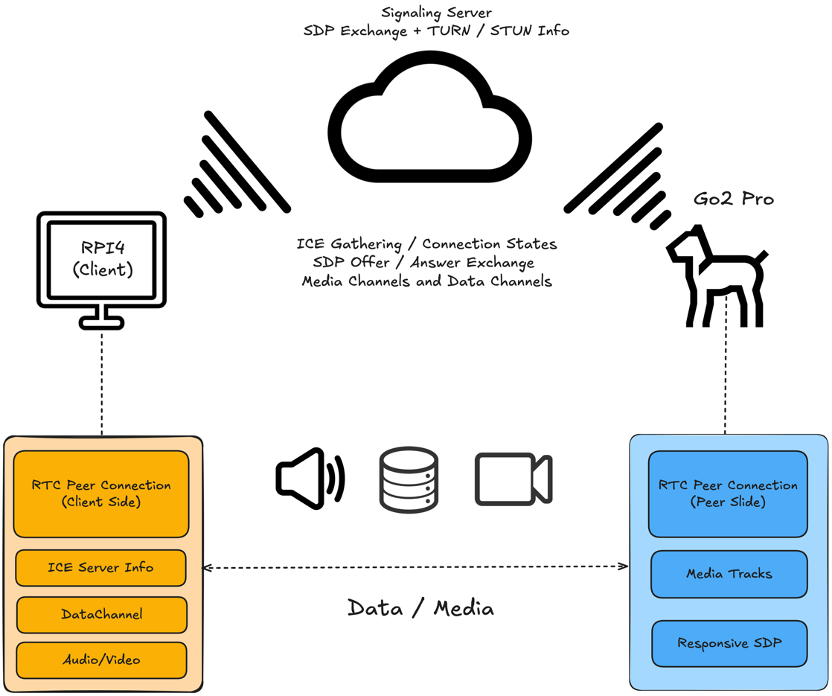 Signaling Server
SDP Exchange + TURN / STUN Info
Go2 Pro
RPI4
(Client)
ICE Gathering / Connection States
SDP Offer / Answer Exchange
Media Channels and Data Channels
RTC Peer Connection
(Client Side)
ICE Server Info
DataChannel
Audio/Video
Data / Media
RTC Peer Connection
(Peer Slide)
Media Tracks
Responsive SDP